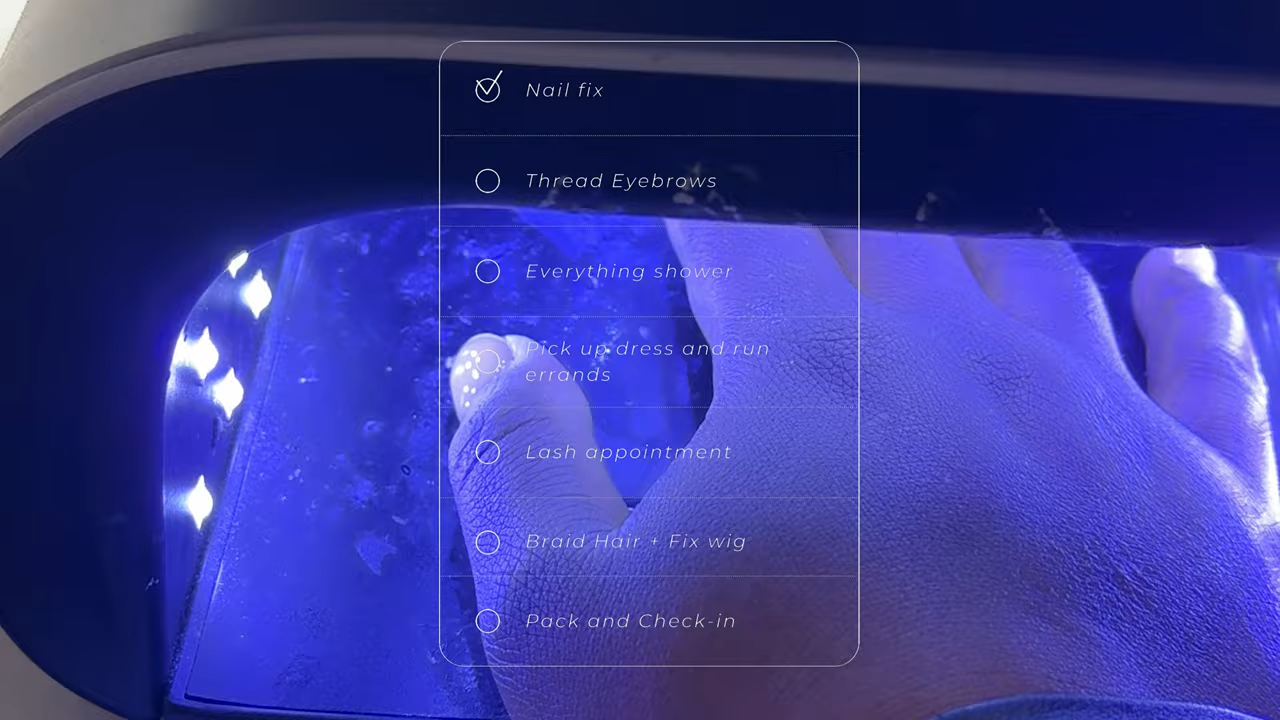 Nail fix
Thread Eyebrows
Everything shower
Pick up dress and run
errands
Lash appointment
Braid Hair + Fix wig
Pack and Check-in